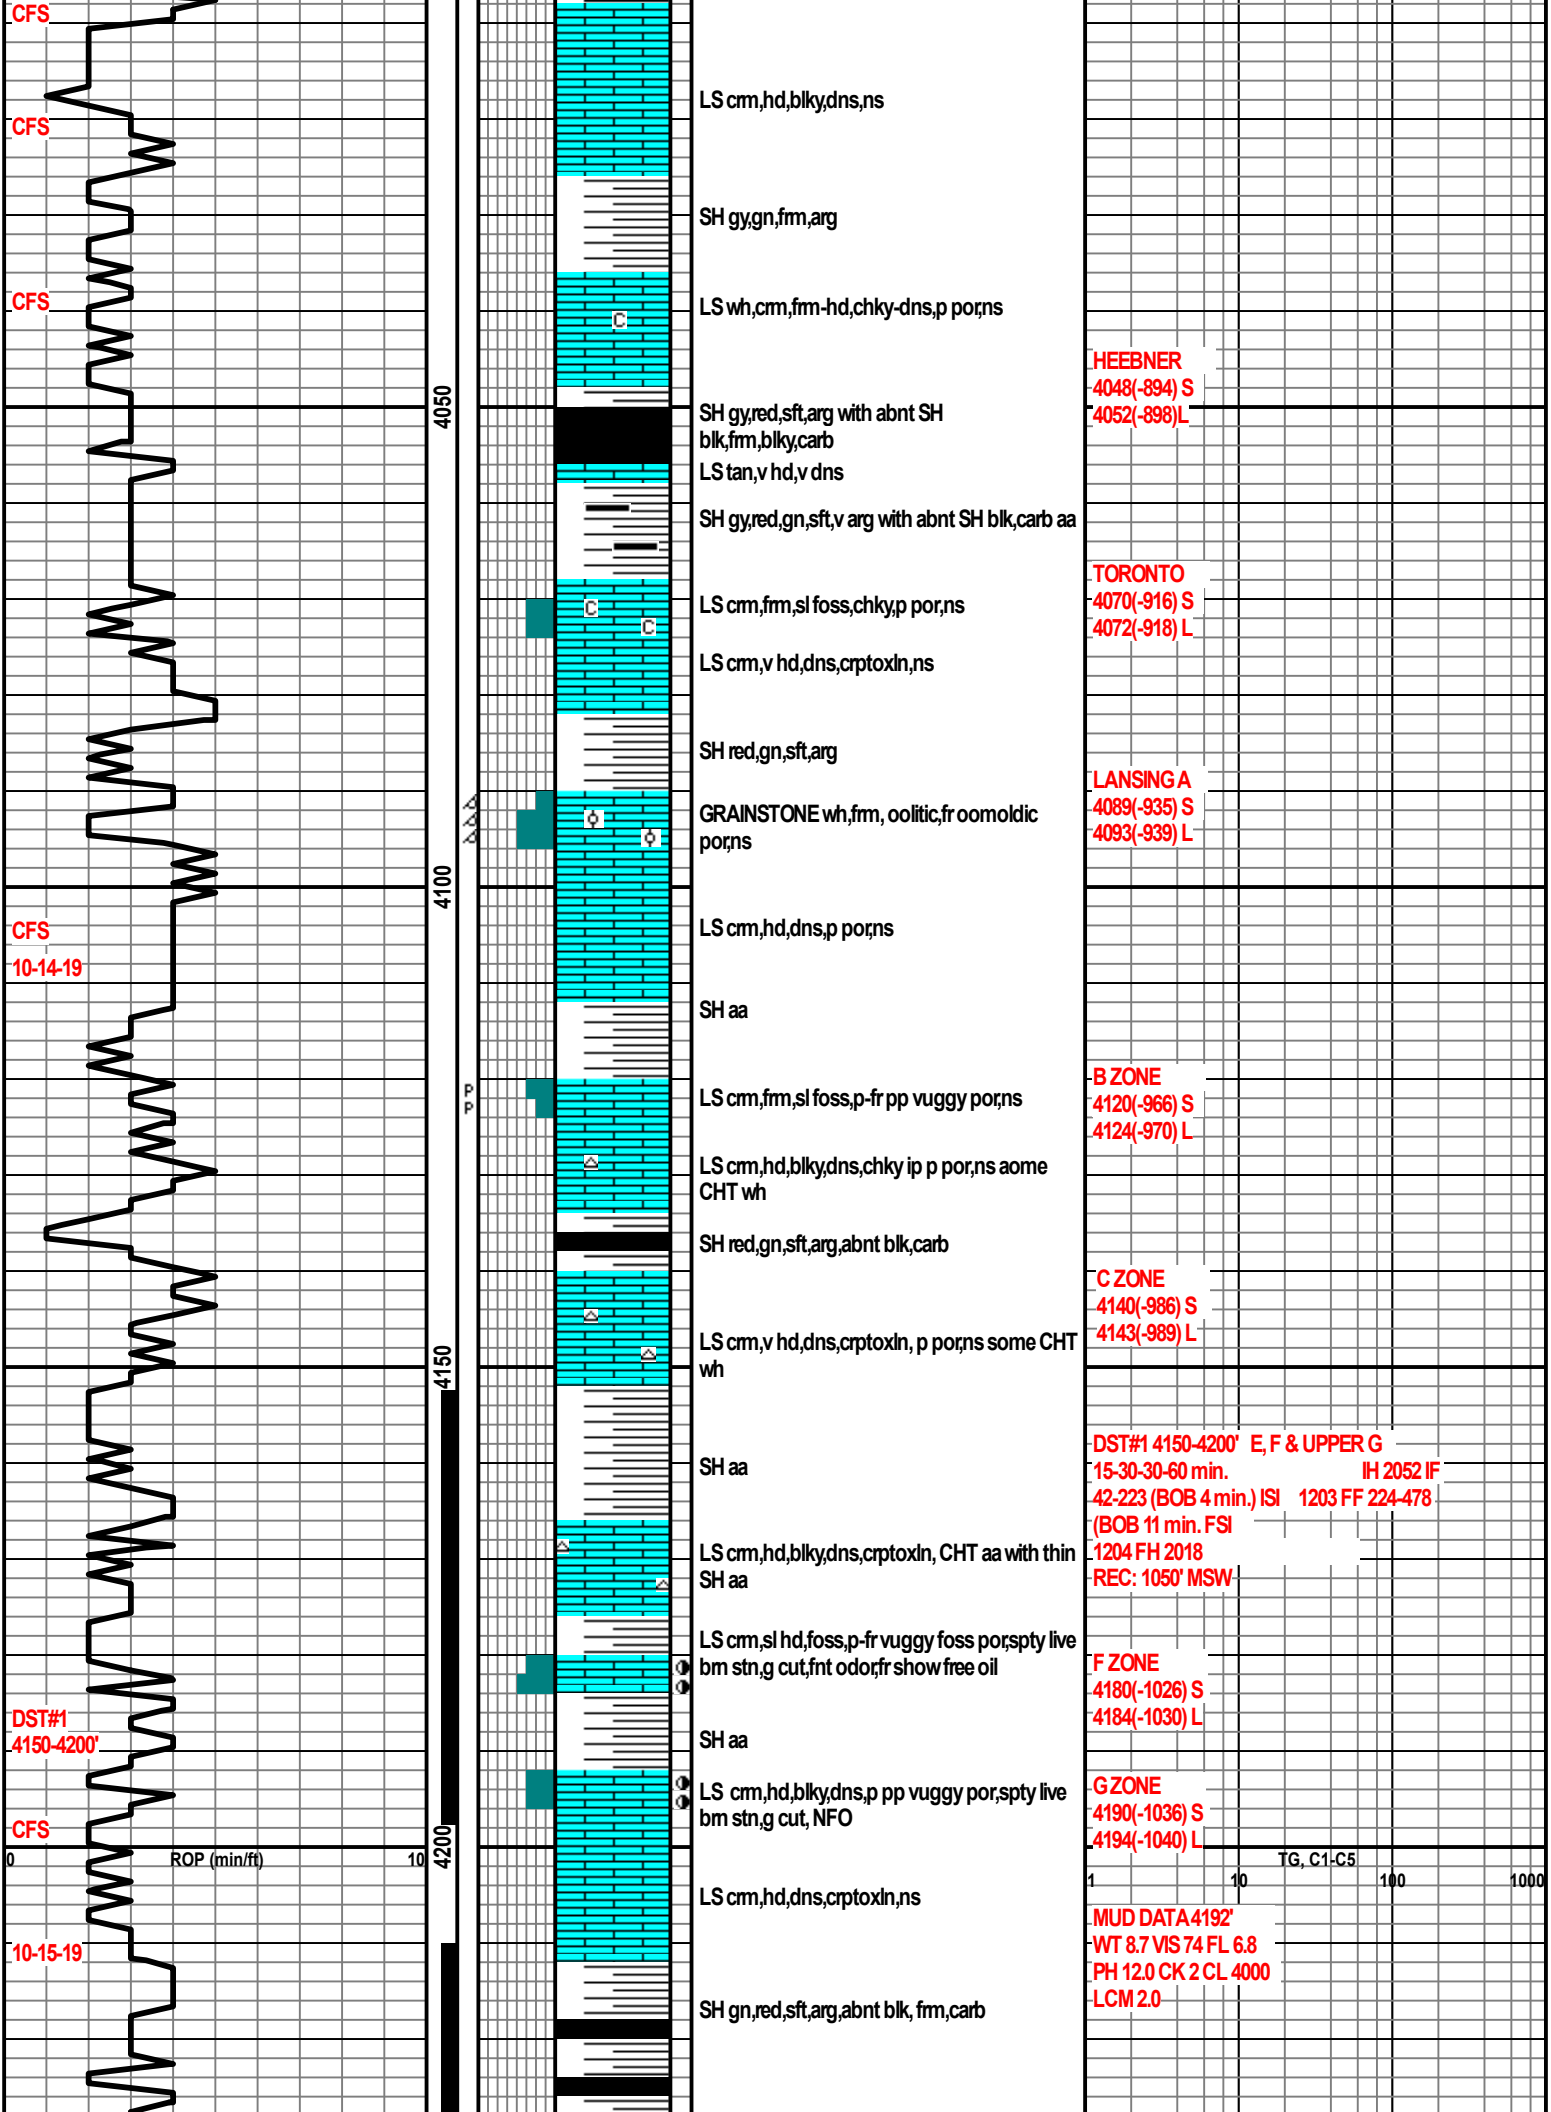 CFS
LS crm,hd,blky,dns,ns
CFS
SH gy,gn,frm,arg
CFS
LS wh,crm,frm-hd,chky-dns,p por,ns
C
HEEBNER
4048(-894) S
4052(-898)L
4050
SH gy,red,sft,arg with abnt SH
blk,frm,blky,carb
LS tan,v hd,v dns
SH gy,red,gn,sft,v arg with abnt SH blk,carb aa
TORONTO
4070(-916) S
4072(-918) L
LS crm,frm,sl foss,chky,p por,ns
C
C
LS crm,v hd,dns,crptoxln,ns
SH red,gn,sft,arg
LANSING A
4089(-935) S
4093(-939) L
GRAINSTONE wh,frm, oolitic,fr oomoldic
por,ns
4100
CFS
LS crm,hd,dns,p por,ns
10-14-19
SH aa
B ZONE
4120(-966) S
4124(-970) L
P
P
LS crm,frm,sl foss,p-fr pp vuggy por,ns
LS crm,hd,blky,dns,chky ip p por,ns aome
CHT wh
SH red,gn,sft,arg,abnt blk,carb
C ZONE
4140(-986) S
4143(-989) L
LS crm,v hd,dns,crptoxln, p por,ns some CHT
wh
4150
DST#1 4150-4200' E, F & UPPER G
15-30-30-60 min. IH 2052 IF
42-223 (BOB 4 min.) ISI 1203 FF 224-478
(BOB 11 min. FSI
1204 FH 2018
REC: 1050' MSW
SH aa
LS crm,hd,blky,dns,crptoxln, CHT aa with thin
SH aa
LS crm,sl hd,foss,p-fr vuggy foss por,spty live
brn stn,g cut,fnt odor,fr show free oil
F ZONE
4180(-1026) S
4184(-1030) L
DST#1
4150-4200'
SH aa
G ZONE
4190(-1036) S
4194(-1040) L
LS crm,hd,blky,dns,p pp vuggy por,spty live
brn stn,g cut, NFO
CFS
4200
0 ROP (min/ft) 10
TG, C1-C5
1 10 100 1000
LS crm,hd,dns,crptoxln,ns
MUD DATA 4192'
WT 8.7 VIS 74 FL 6.8
PH 12.0 CK 2 CL 4000
LCM 2.0
10-15-19
SH gn,red,sft,arg,abnt blk, frm,carb